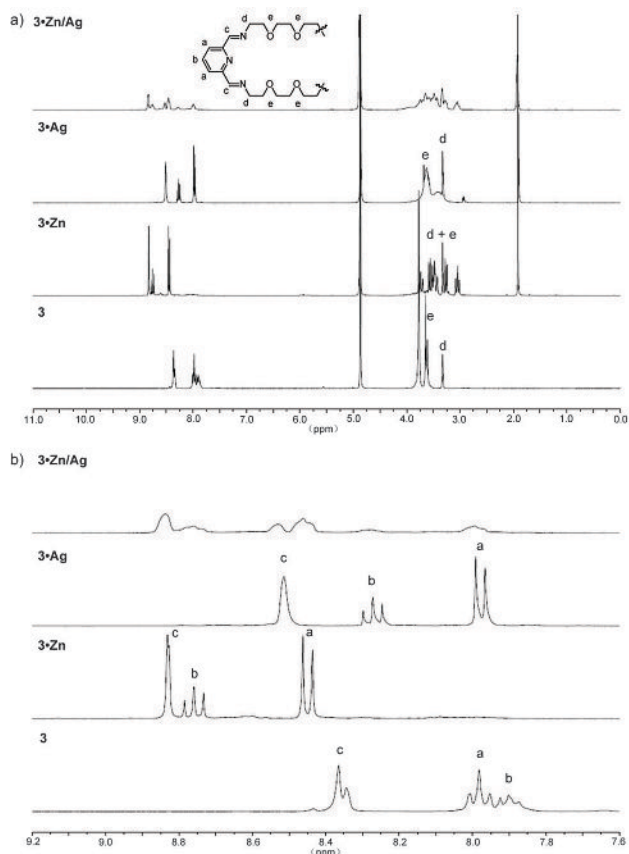 a) 3•Zn/Ag
d e e
c N O O
a
b N
a
N O O
c d e e
3•Ag
e d
3•Zn
d + e
3
e d
11.0 10.0 9.0 8.0 7.0 6.0 5.0 4.0 3.0 2.0 1.0 0.0
(ppm)
b) 3•Zn/Ag
3•Ag
c b a
3•Zn
c b a
3
c a b
9.2 9.0 8.8 8.6 8.4 8.2 8.0 7.8 7.6
(ppm)